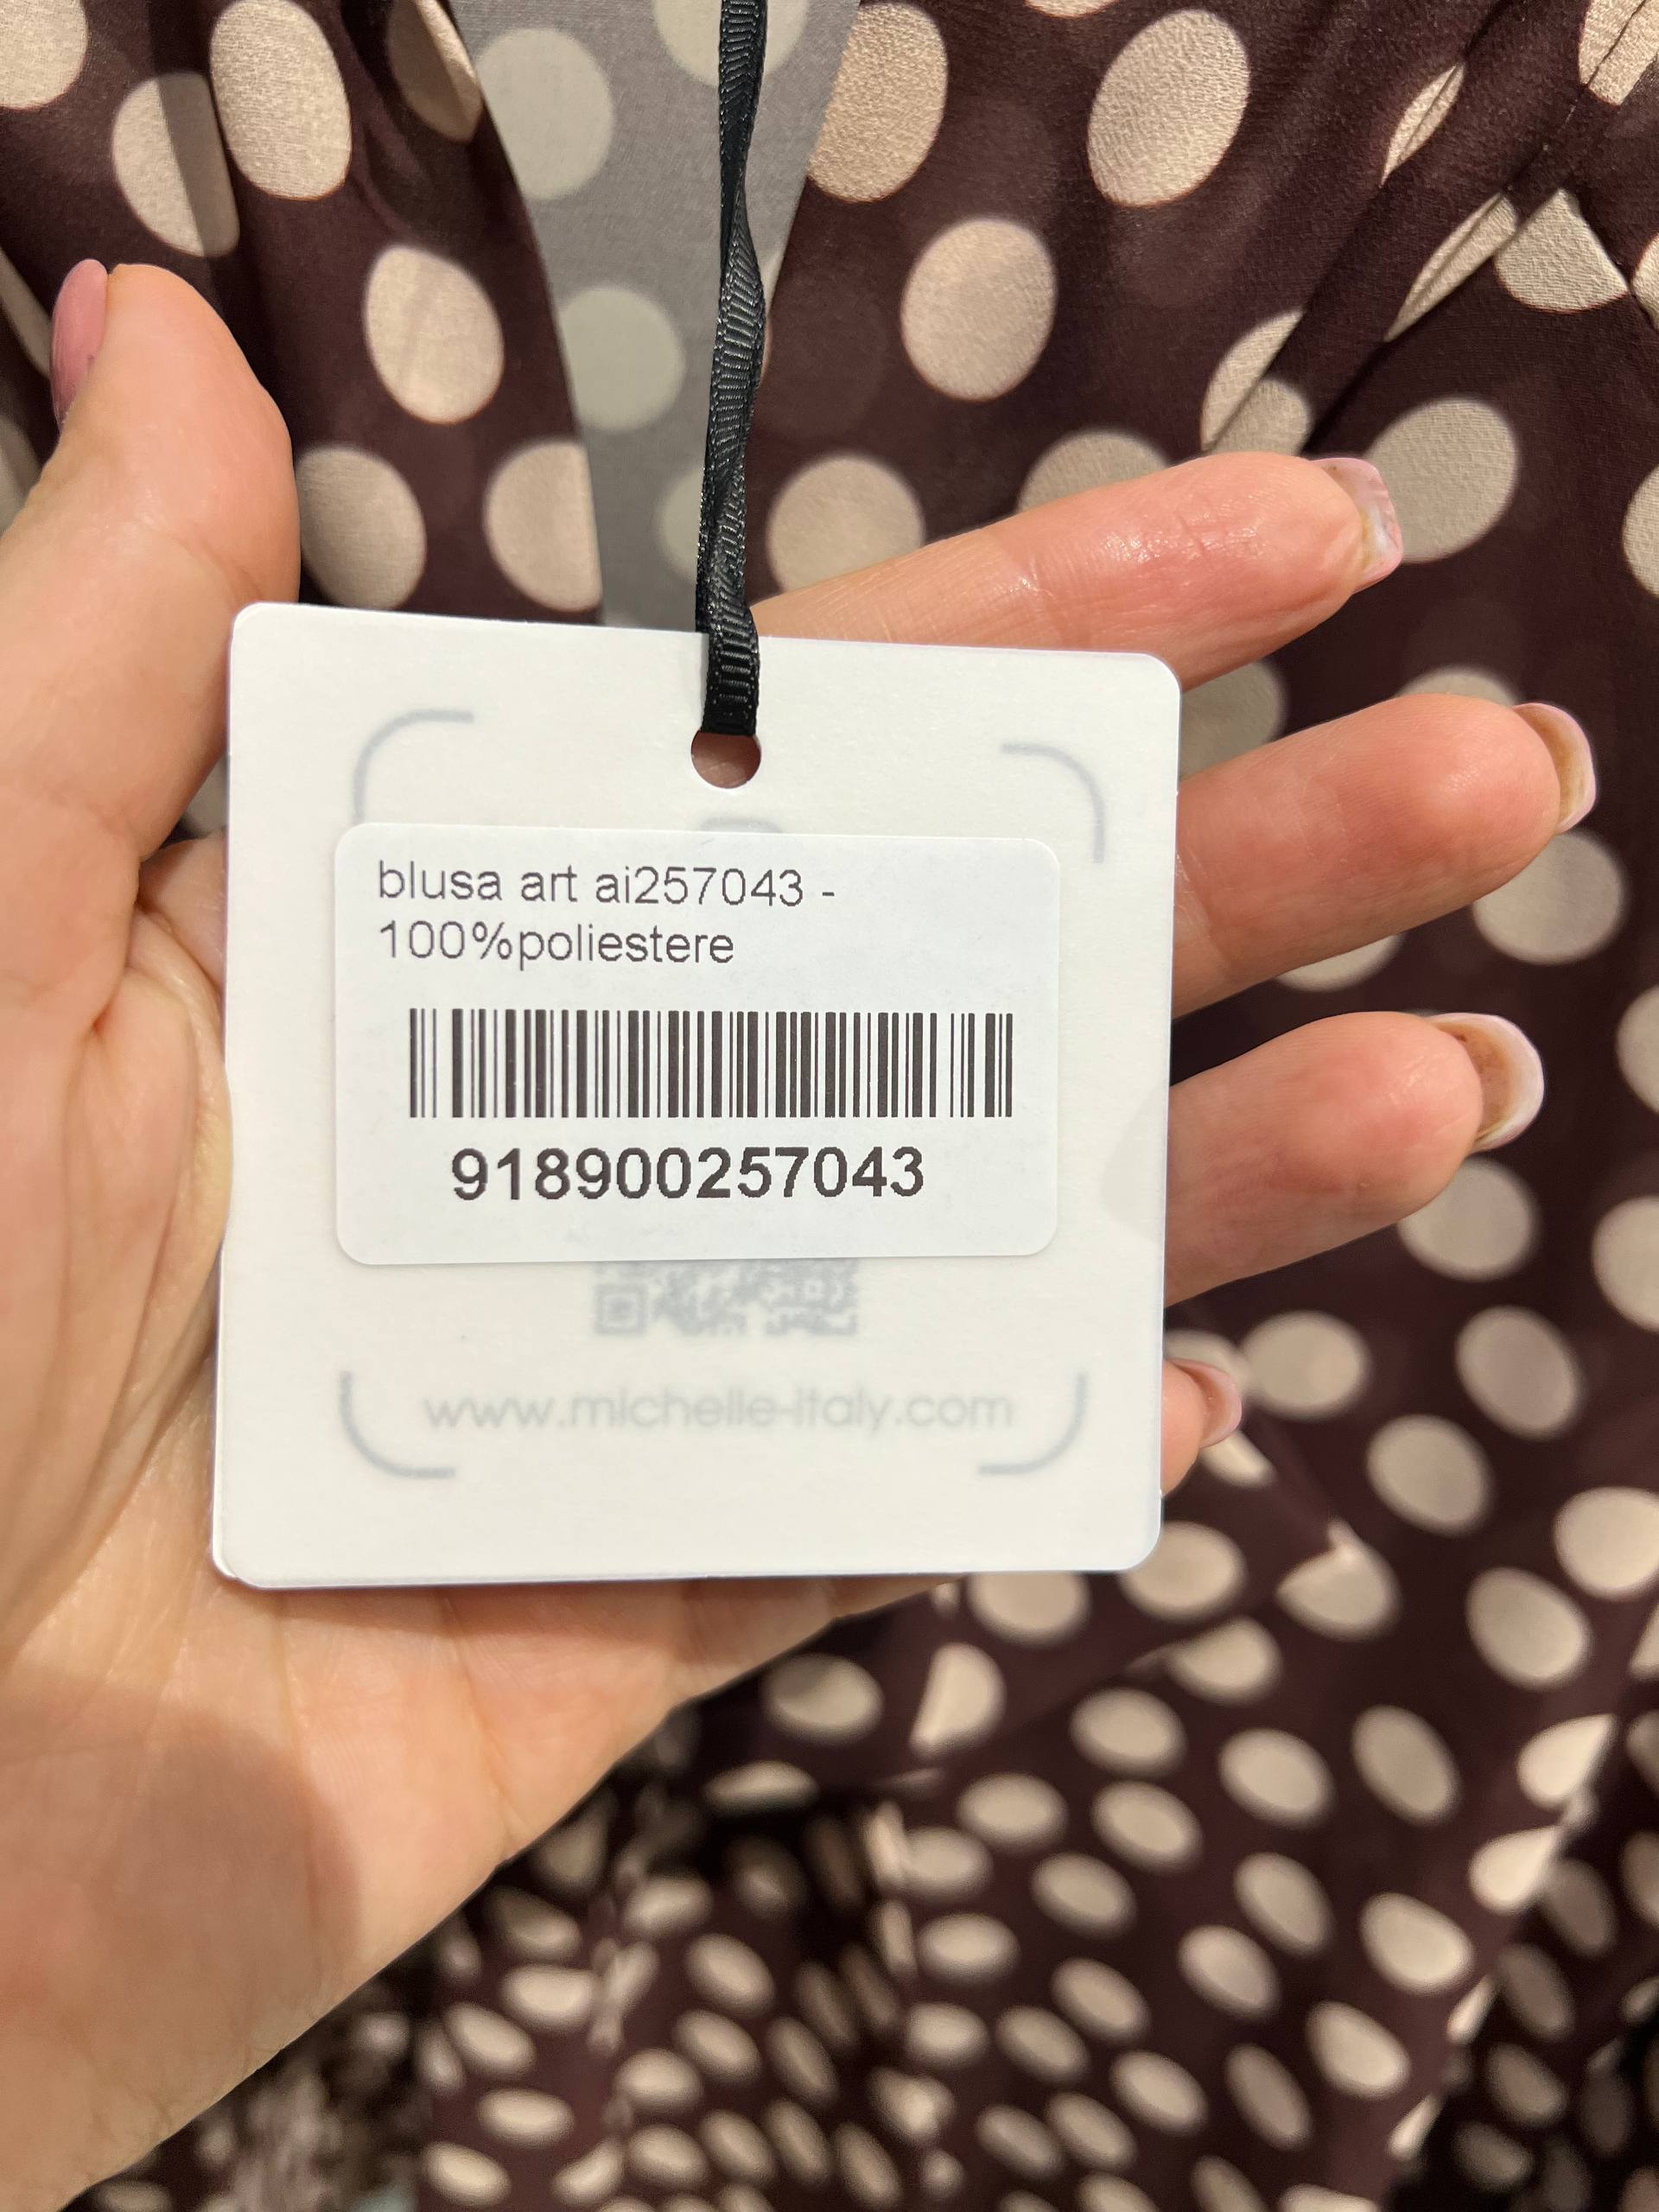 blusa art ai257043 -
100%poliestere
918900257043
www.michelle-italy.com